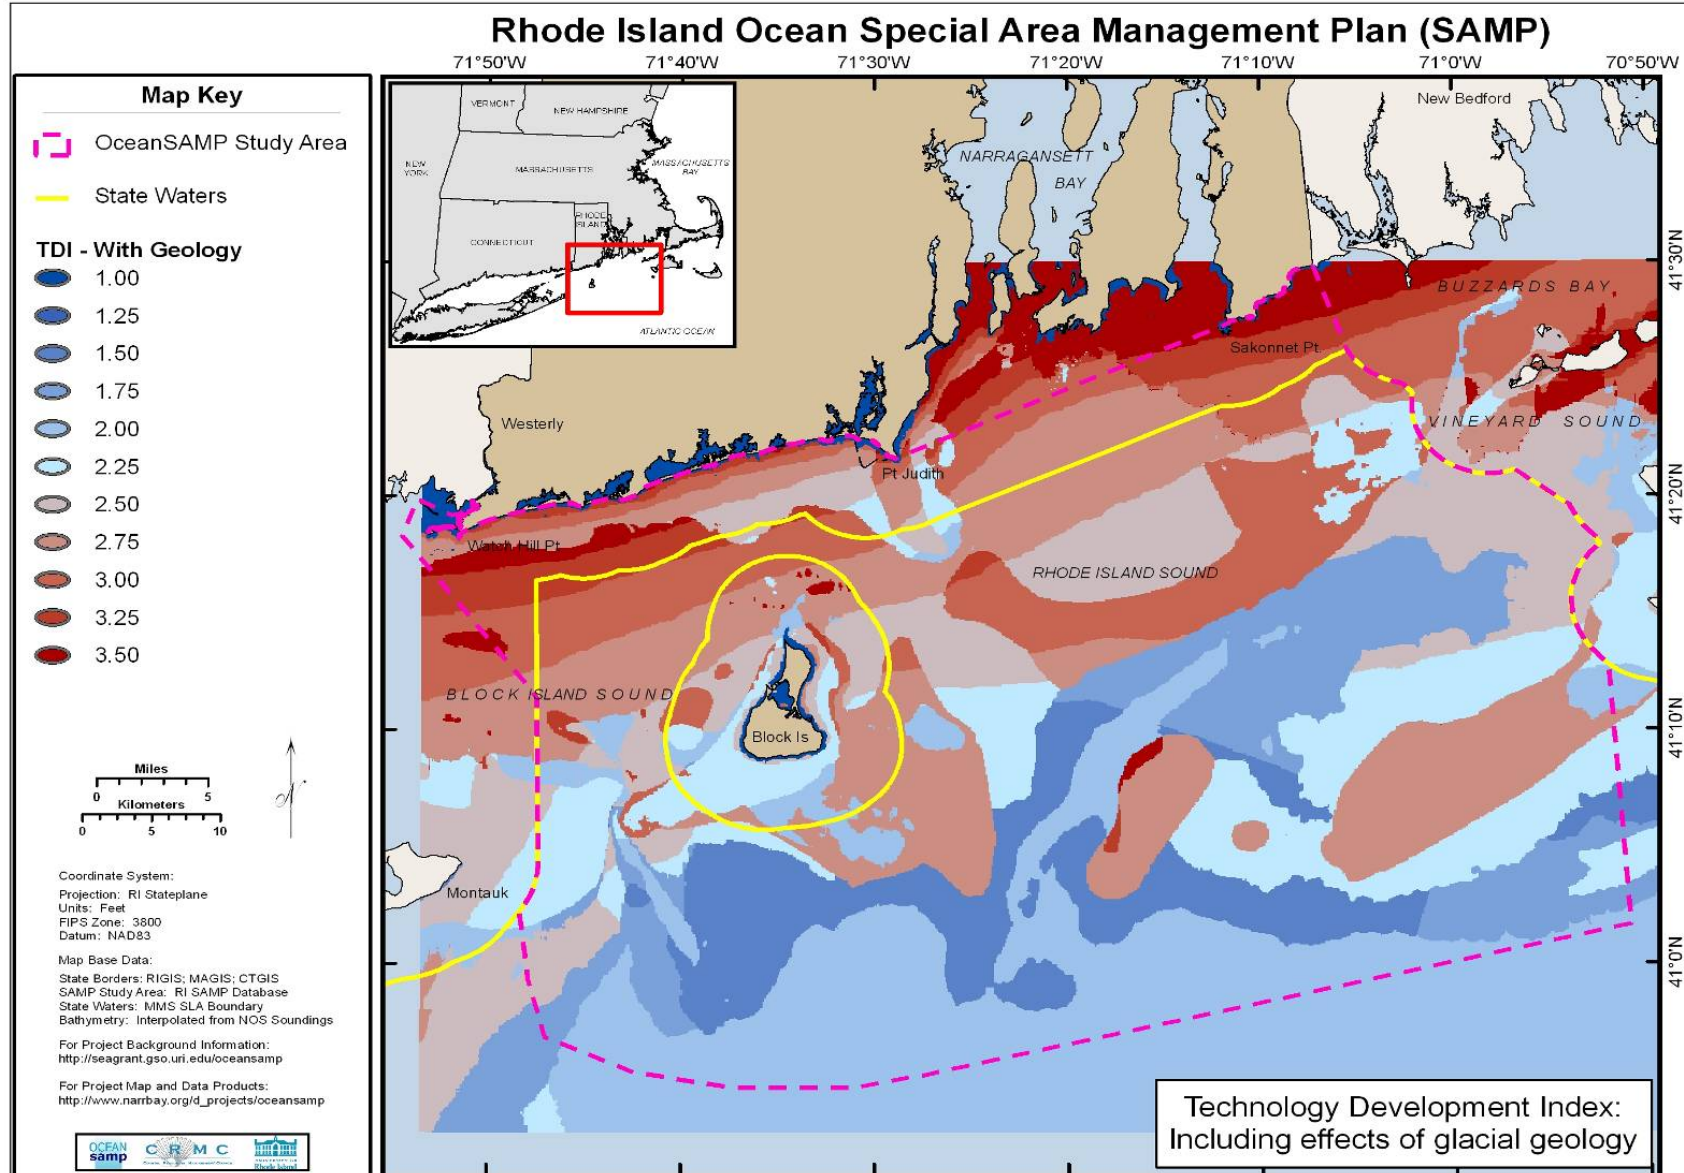 Rhode Island Ocean Special Area Management Plan (SAMP)
71°50'W
71°40'W
71°30'W
71°20'W
71°10'W
71°0'W
70°50'W
Map Key
OceanSAMP Study Area
State Waters
TDI - With Geology
1.00
1.25
1.50
1.75
2.00
2.25
2.50
2.75
3.00
3.25
3.50
Miles
0 5
Kilometers
0 5 10
Coordinate System:
Projection: RI Stateplane
Units: Feet
FIPS Zone: 3800
Datum: NAD83
Map Base Data:
State Borders: RIGIS; MAGIS; CTGIS
SAMP Study Area: RI SAMP Database
State Waters: MMS SLA Boundary
Bathymetry: Interpolated from NOS Soundings
For Project Background Information:
http://seagrant.gso.uri.edu/oceansamp
For Project Map and Data Products:
http://www.narrbay.org/d_projects/oceansamp
OCEAN
samp
CRMC
Rhode Island
VERMONT
NEW HAMPSHIRE
NEW
YORK
MASSACHUSETTS
MASSACHUSETTS
BAY
RHODE
ISLAND
CONNECTICUT
ATLANTIC OCEAN
NARRAGANSETT
BAY
New Bedford
BUZZARDS BAY
Sakonnet Pt.
VINEYARD SOUND
Westerly
Pt Judith
Watch Hill Pt
RHODE ISLAND SOUND
BLOCK ISLAND SOUND
Block Is
Montauk
41°30'N
41°20'N
41°10'N
41°0'N
Technology Development Index:
Including effects of glacial geology